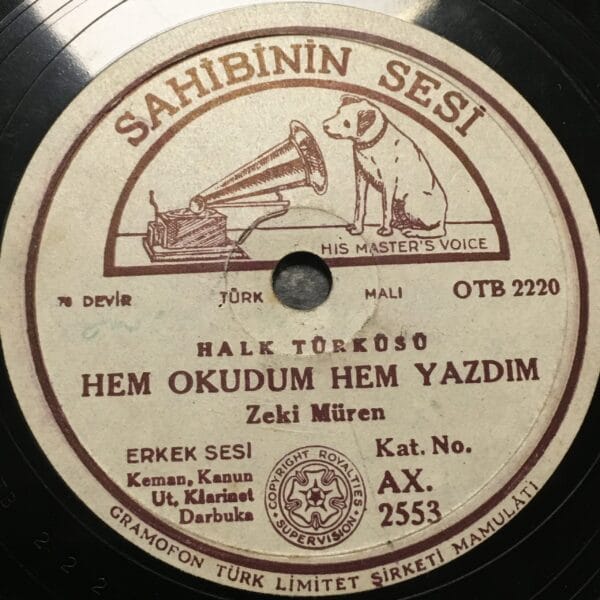 SAHİBİNİN SESİ
HIS MASTER'S VOICE
78 DEVİR TÜRK MALI OTB 2220
HALK TÜRKÜSÜ
HEM OKUDUM HEM YAZDIM
Zeki Müren
ERKEK SESİ
Keman, Kanun
Ut, Klarinet
Darbuka
COPYRIGHT ROYALTIES
SUPERVISION
Kat. No.
AX.
2553
GRAMOFON TÜRK LİMİTET ŞİRKETİ MAMULÂTI